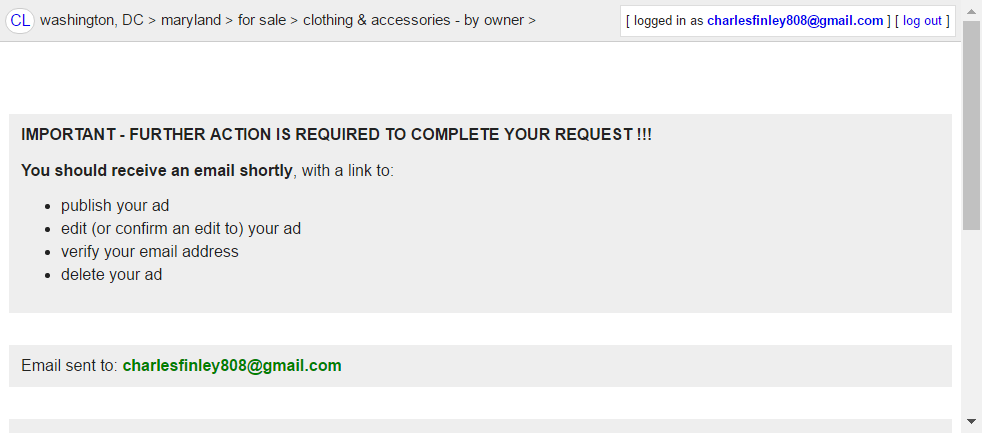 CL washington, DC > maryland > for sale > clothing & accessories - by owner > [ logged in as charlesfinley808@gmail.com ] [ log out ]
IMPORTANT - FURTHER ACTION IS REQUIRED TO COMPLETE YOUR REQUEST !!!
You should receive an email shortly, with a link to:
• publish your ad
• edit (or confirm an edit to) your ad
• verify your email address
• delete your ad
Email sent to: charlesfinley808@gmail.com